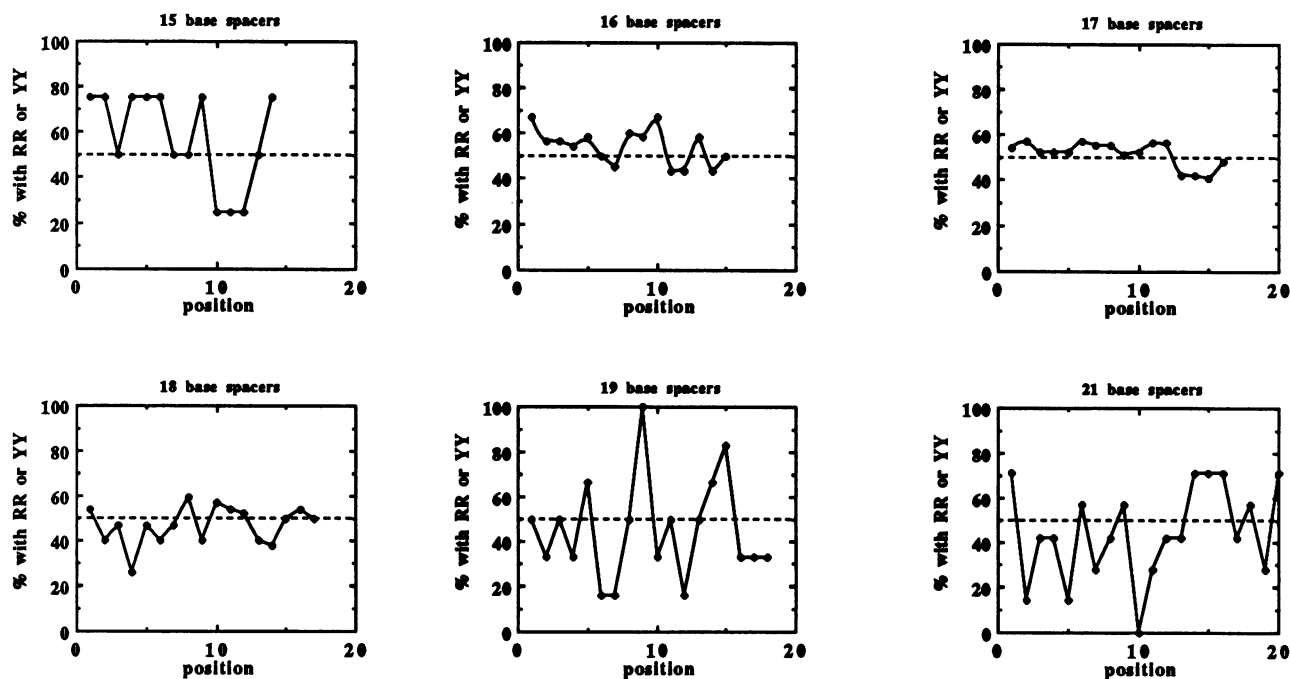 15 base spacers
% with RR or YY
100
80
60
40
20
0
0 10 20
position
16 base spacers
% with RR or YY
100
80
60
40
20
0
0 10 20
position
17 base spacers
% with RR or YY
100
80
60
40
20
0
0 10 20
position
18 base spacers
% with RR or YY
100
80
60
40
20
0
0 10 20
position
19 base spacers
% with RR or YY
100
80
60
40
20
0
0 10 20
position
21 base spacers
% with RR or YY
100
80
60
40
20
0
0 10 20
position